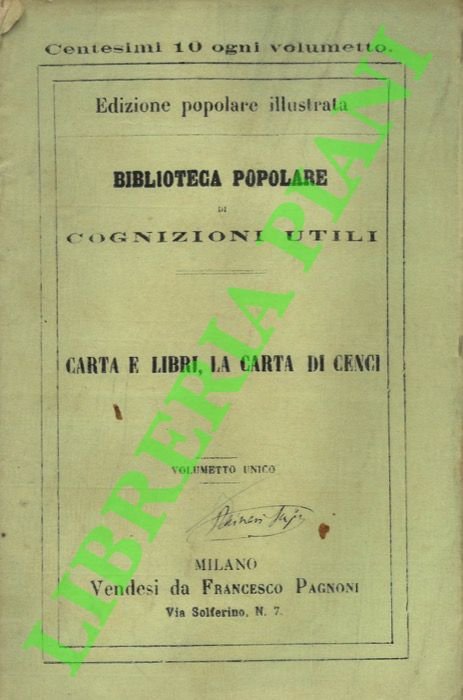 Centesimi 10 ogni volumetto.
Edizione popolare illustrata
BIBLIOTECA POPOLARE
DI
COGNIZIONI UTILI
CARTA E LIBRI, LA CARTA DI CENCI
VOLUMETTO UNICO
MILANO
Vendesi da FRANCESCO PAGNONI
Via Solferino, N. 7.
LIBRERIA PIANI